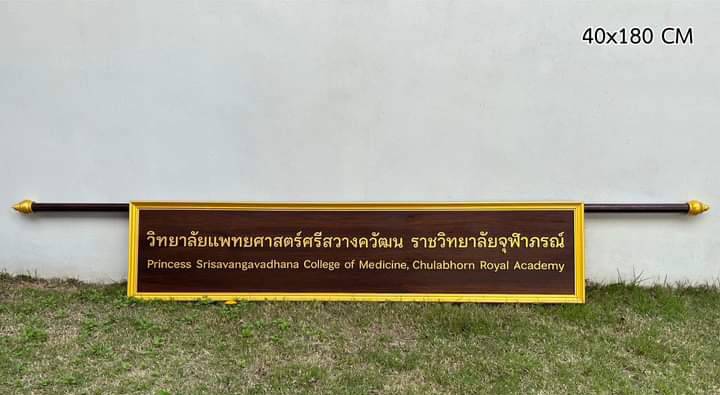 40x180 CM
วิทยาลัยแพทยศาสตร์ศรีสวางควัฒน ราชวิทยาลัยจุฬาภรณ์
Princess Srisavangavadhana College of Medicine, Chulabhorn Royal Academy